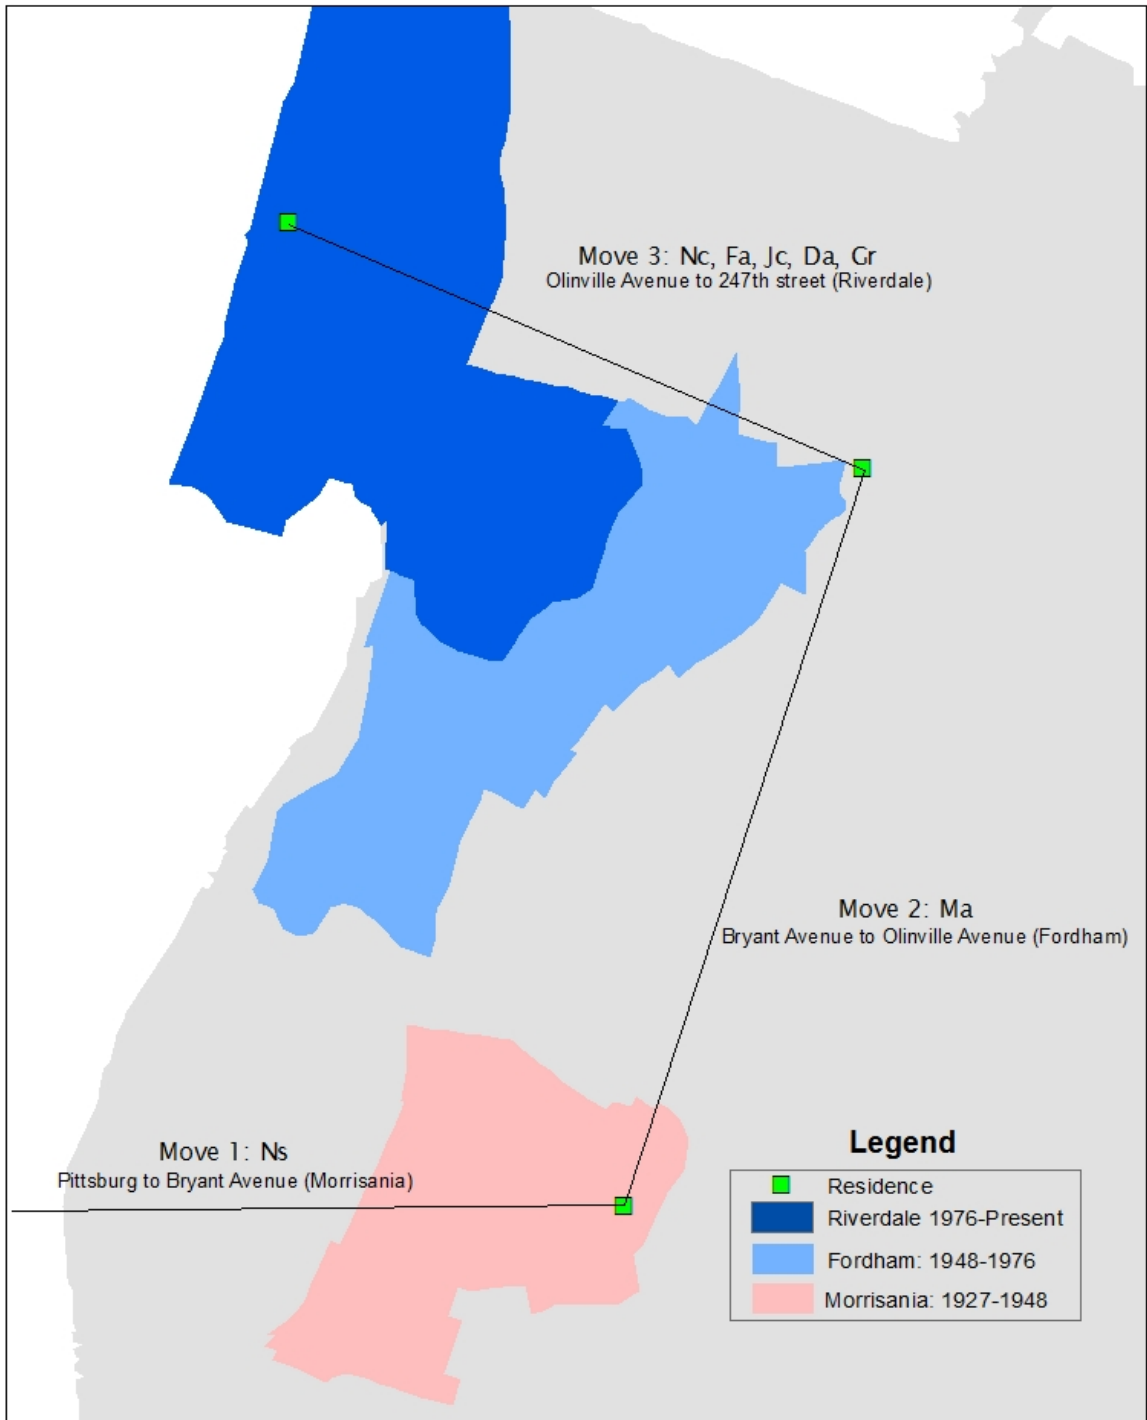 Move 3: Nc, Fa, Jc, Da, Gr
Olinville Avenue to 247th street (Riverdale)
Move 2: Ma
Bryant Avenue to Olinville Avenue (Fordham)
Move 1: Ns
Pittsburg to Bryant Avenue (Morrisania)
Legend
Residence
Riverdale 1976-Present
Fordham: 1948-1976
Morrisania: 1927-1948